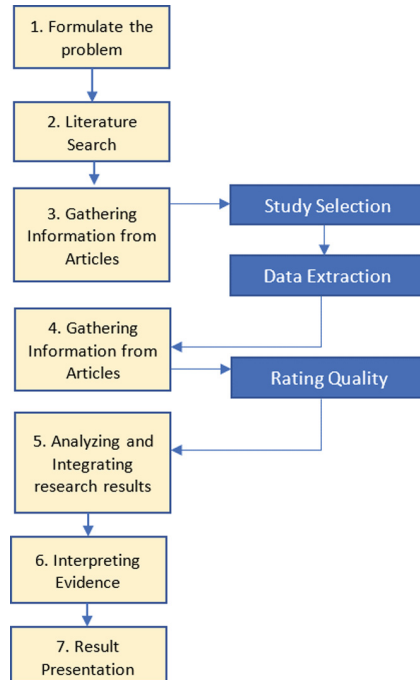 1. Formulate the
problem
2. Literature
Search
3. Gathering
Information from
Articles
Study Selection
Data Extraction
4. Gathering
Information from
Articles
Rating Quality
5. Analyzing and
Integrating
research results
6. Interpreting
Evidence
7. Result
Presentation